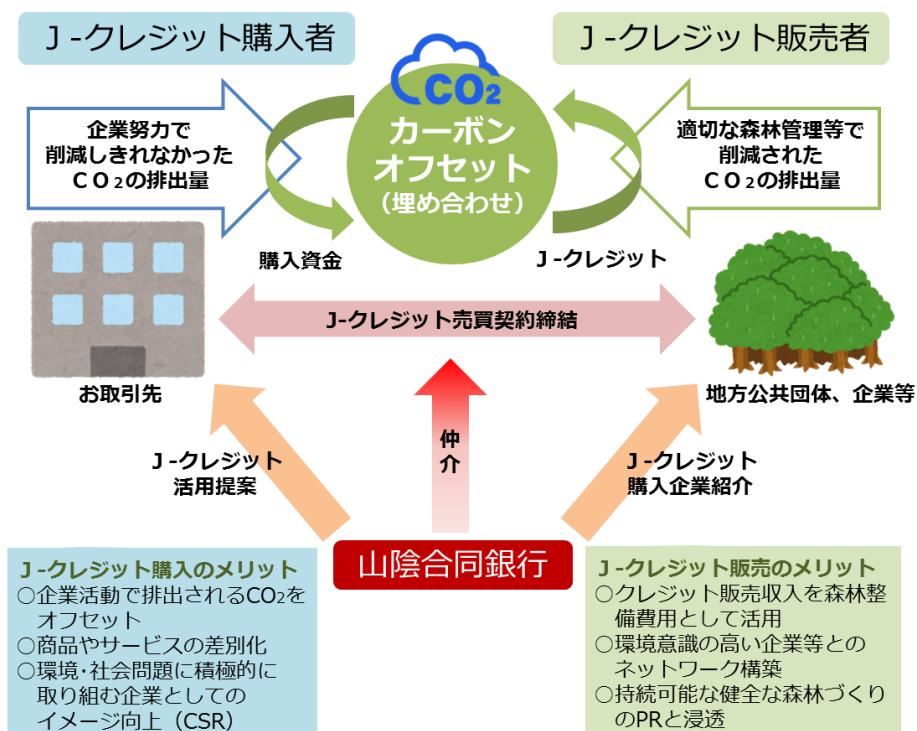 J-クレジット購入者
J-クレジット販売者
CO₂
カーボン
オフセット
（埋め合わせ）
企業努力で
削減しきれなかった
ＣＯ₂の排出量
適切な森林管理等で
削減された
ＣＯ₂の排出量
購入資金
J-クレジット
J-クレジット売買契約締結
お取引先
地方公共団体、企業等
仲
介
J-クレジット
活用提案
J-クレジット
購入企業紹介
山陰合同銀行
J-クレジット購入のメリット
○企業活動で排出されるCO₂を
オフセット
○商品やサービスの差別化
○環境･社会問題に積極的に
取り組む企業としての
イメージ向上（CSR）
J-クレジット販売のメリット
○クレジット販売収入を森林整
備費用として活用
○環境意識の高い企業等との
ネットワーク構築
○持続可能な健全な森林づくり
のPRと浸透